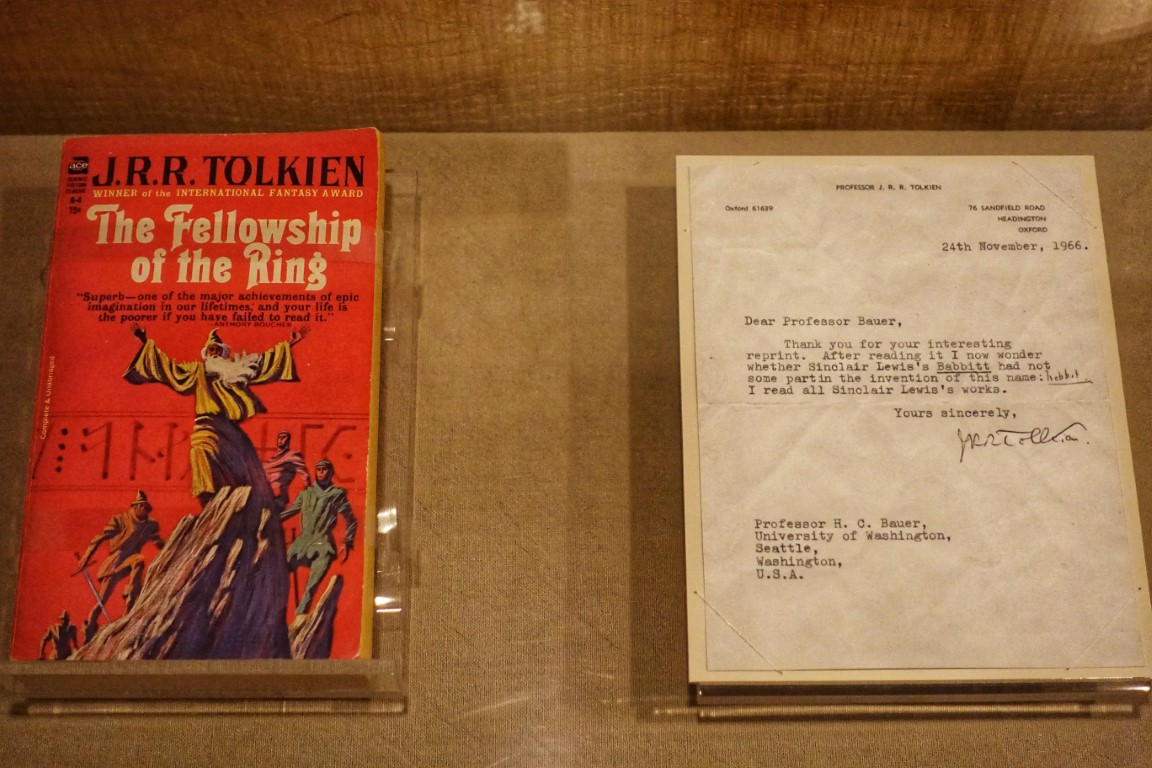 ace
J.R.R. TOLKIEN
WINNER of the INTERNATIONAL FANTASY AWARD
A-4
75¢
The Fellowship
of the Ring
"Superb—one of the major achievements of epic
imagination in our lifetimes, and your life is
the poorer if you have failed to read it."
—ANTHONY BOUCHER
Complete & Unabridged
PROFESSOR J. R. R. TOLKIEN
Oxford 61639
76 SANDFIELD ROAD
HEADINGTON
OXFORD
24th November, 1966.
Dear Professor Bauer,
Thank you for your interesting
reprint. After reading it I now wonder
whether Sinclair Lewis's Babbitt had not
some partin the invention of this name: hobbit
I read all Sinclair Lewis's works.
Yours sincerely,
JRRTolkien.
Professor H. C. Bauer,
University of Washington,
Seattle,
Washington,
U.S.A.